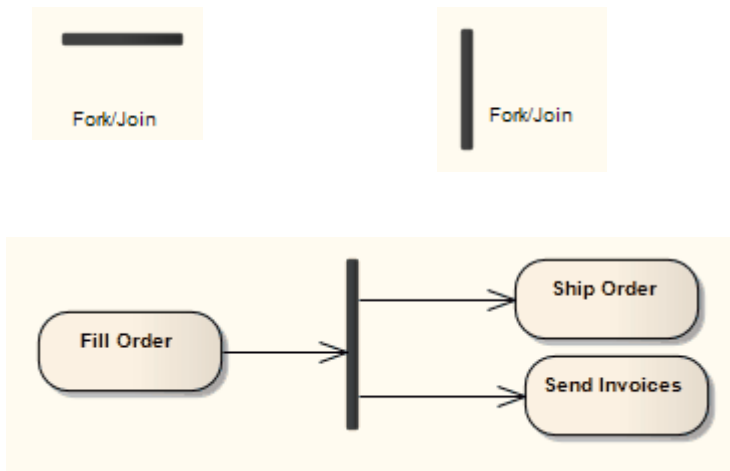 Fork/Join
Fork/Join
Ship Order
Fill Order
Send Invoices